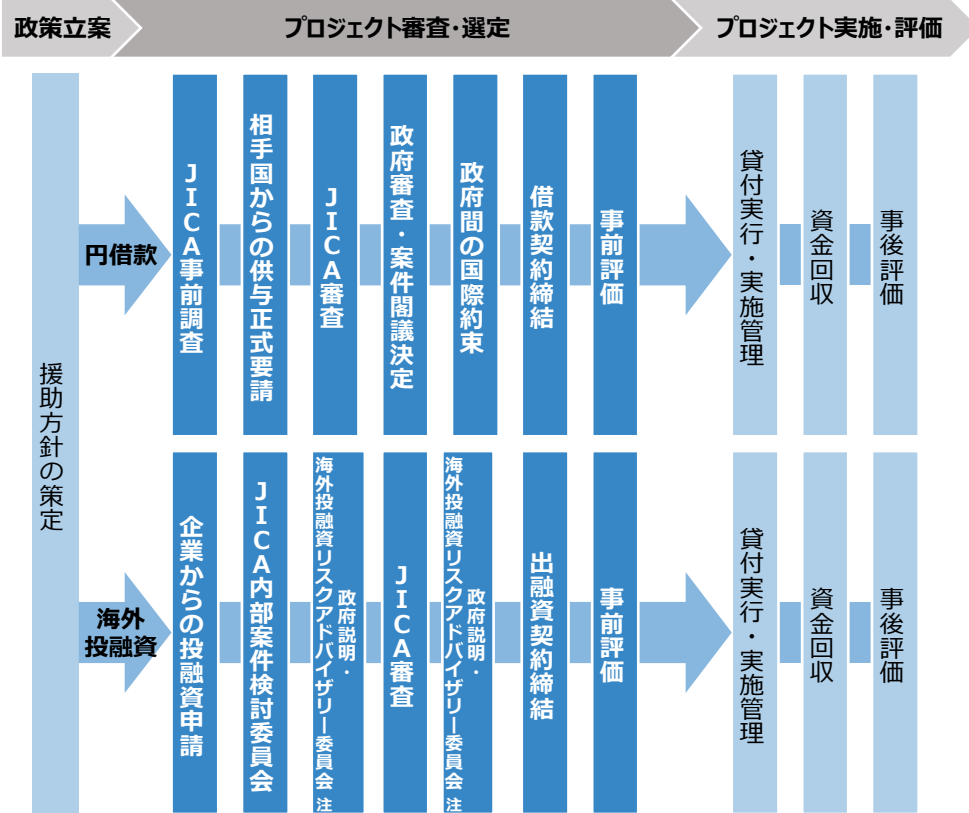 政策立案
プロジェクト審査・選定
プロジェクト実施・評価
援助方針の策定
円借款
JICA事前調査
相手国からの供与正式要請
JICA審査
政府審査・案件閣議決定
政府間の国際約束
借款契約締結
事前評価
貸付実行・実施管理
資金回収
事後評価
海外
投融資
企業からの投融資申請
JICA内部案件検討委員会
政府説明・
海外投融資リスクアドバイザリー委員会 注
JICA審査
政府説明・
海外投融資リスクアドバイザリー委員会 注
出融資契約締結
事前評価
貸付実行・実施管理
資金回収
事後評価